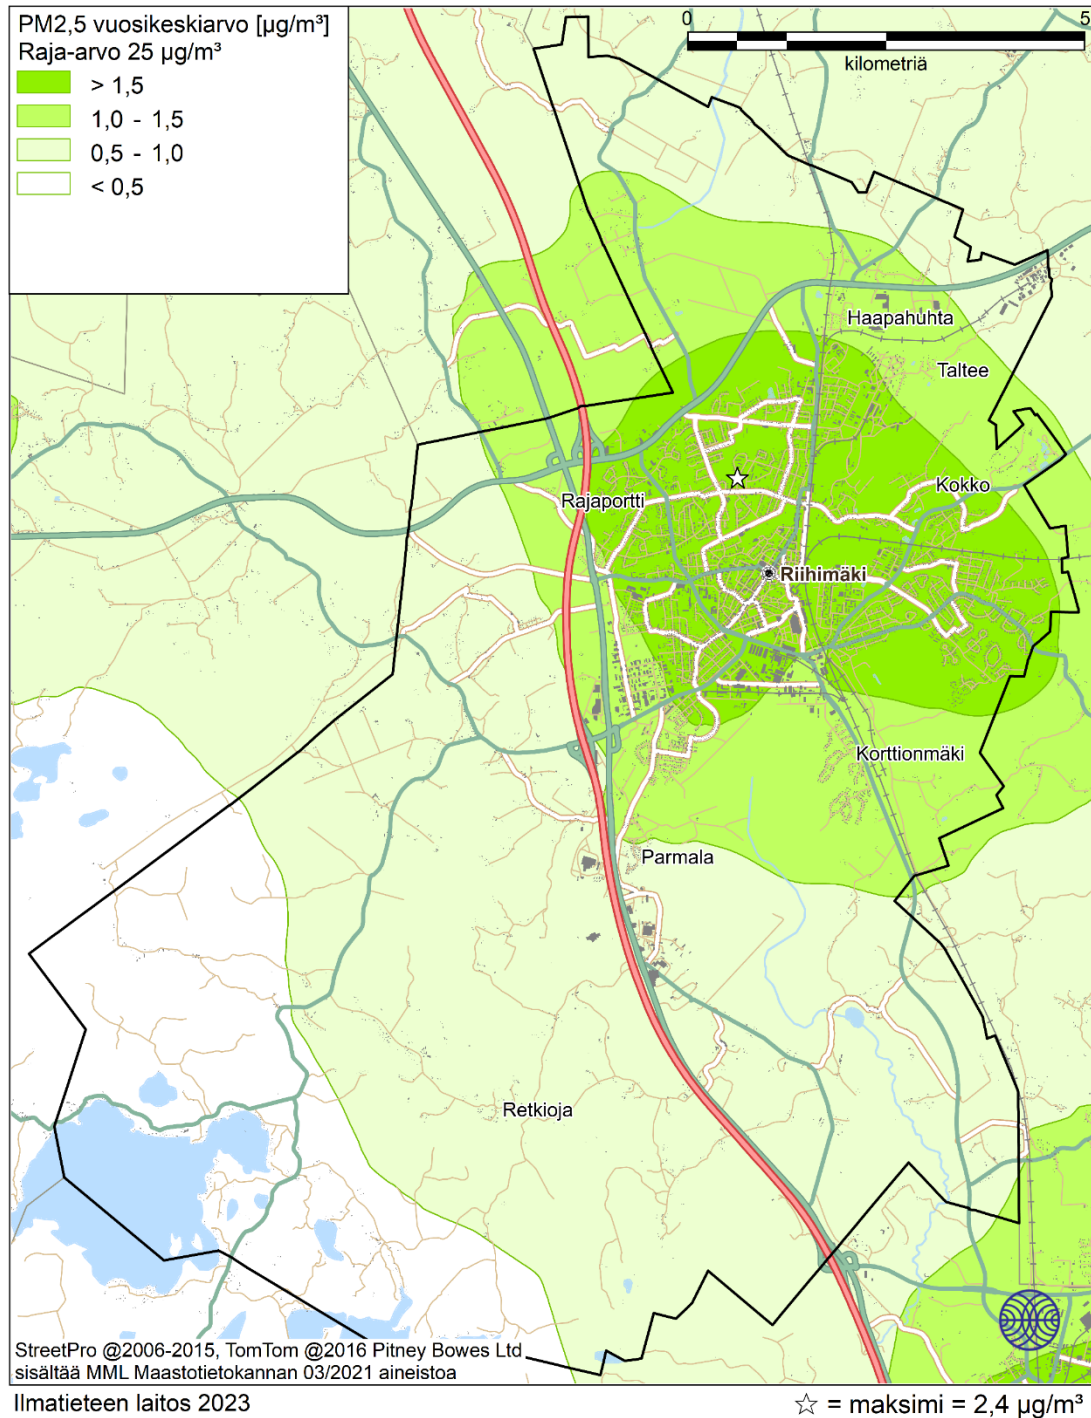 PM2,5 vuosikeskiarvo [µg/m³]
Raja-arvo 25 µg/m³
> 1,5
1,0 - 1,5
0,5 - 1,0
< 0,5
0 5
kilometriä
Haapahuhta
Taltee
Kokko
Rajaportti
Riihimäki
Korttionmäki
Parmala
Retkioja
StreetPro @2006-2015, TomTom @2016 Pitney Bowes Ltd
sisältää MML Maastotietokannan 03/2021 aineistoa
Ilmatieteen laitos 2023
☆ = maksimi = 2,4 µg/m³